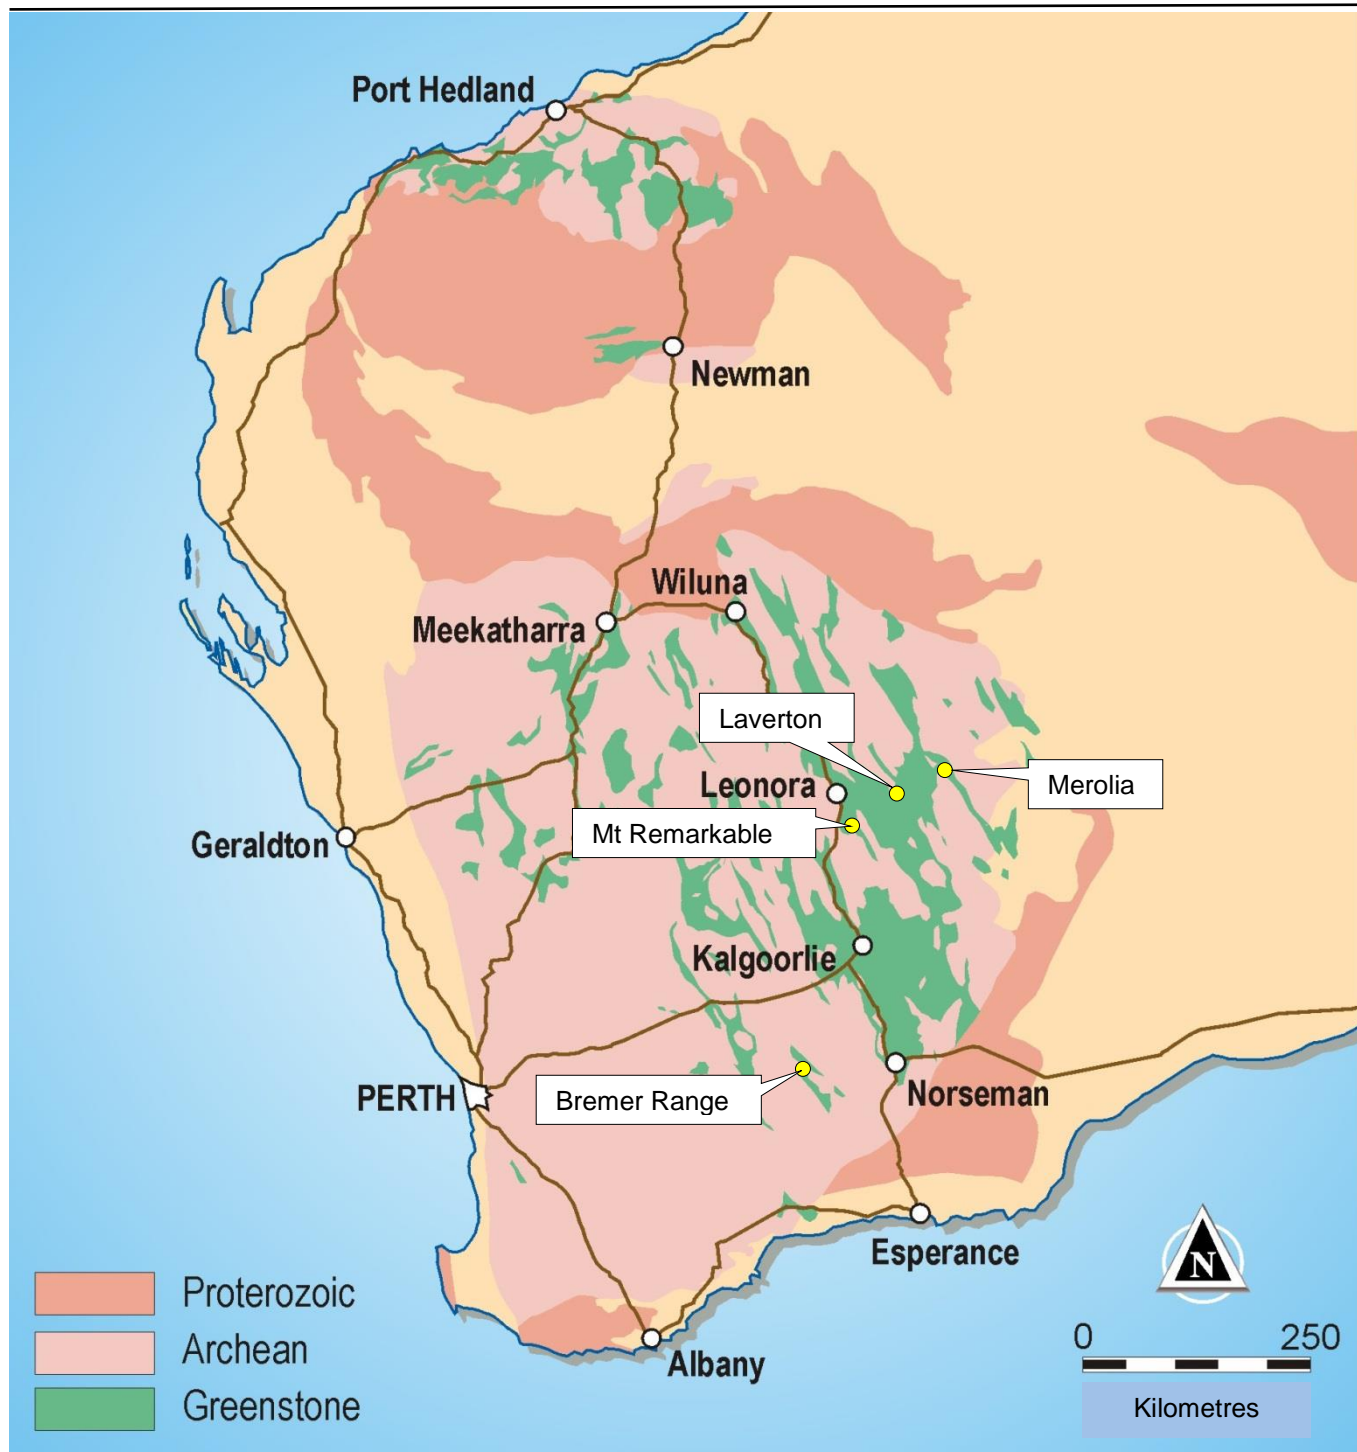 Port Hedland
Newman
Wiluna
Meekatharra
Laverton
Leonora
Merolia
Mt Remarkable
Geraldton
Kalgoorlie
PERTH
Bremer Range
Norseman
Esperance
N
Proterozoic
Archean
Greenstone
Albany
0 250
Kilometres